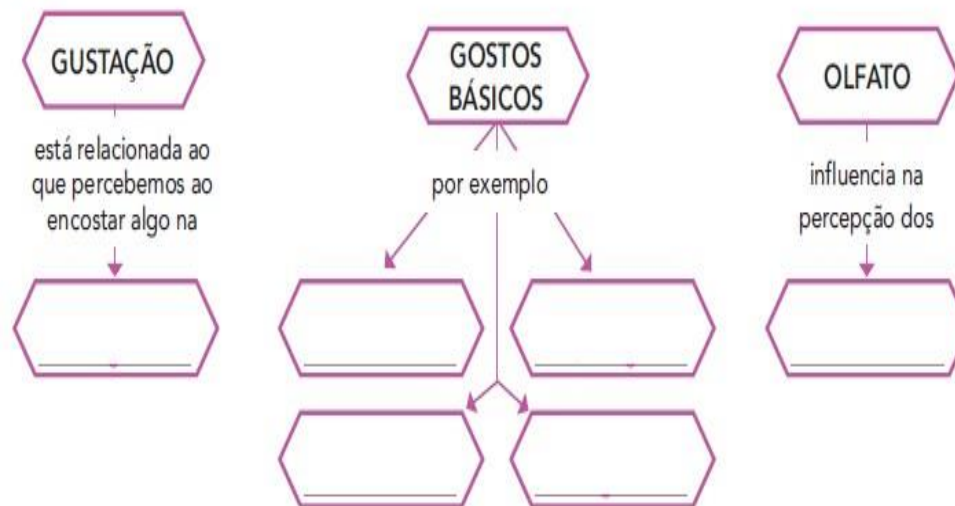 GUSTAÇÃO
está relacionada ao
que percebemos ao
encostar algo na
GOSTOS
BÁSICOS
por exemplo
OLFATO
influencia na
percepção dos